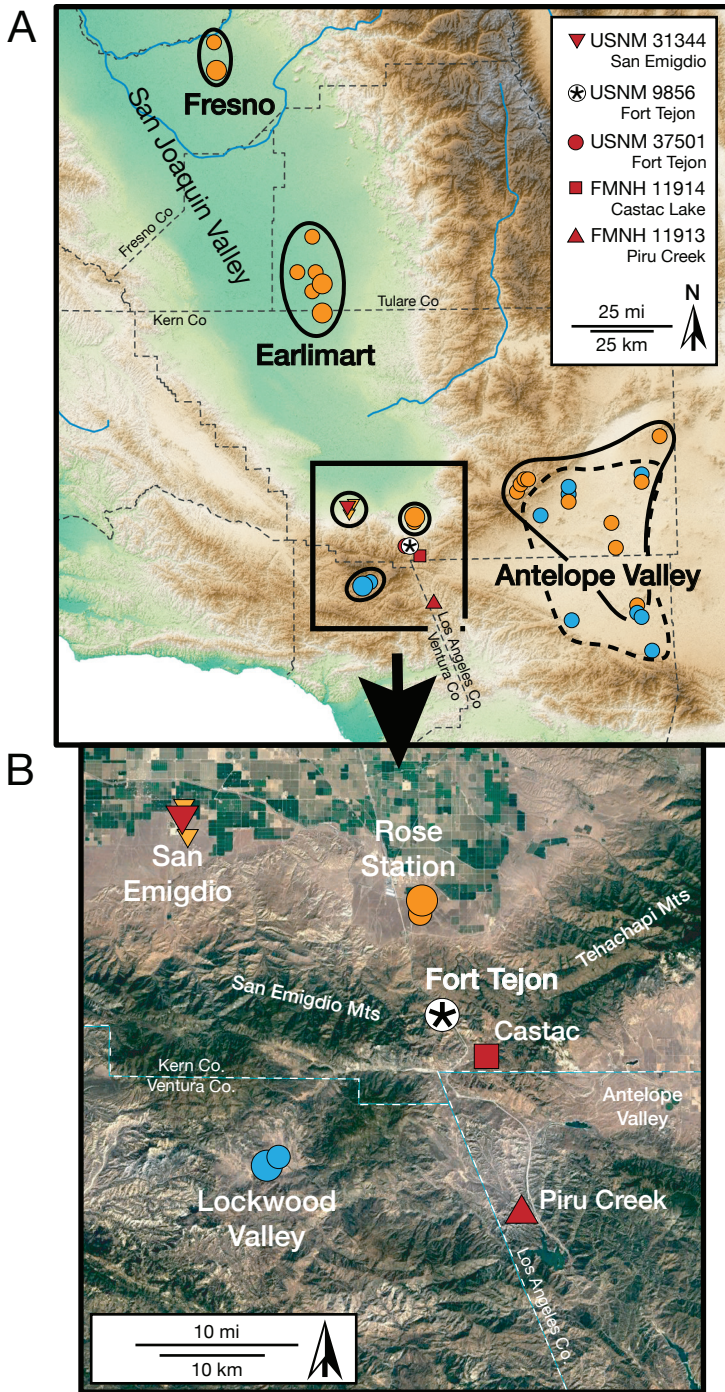 A
USNM 31344
San Emigdio
USNM 9856
Fort Tejon
USNM 37501
Fort Tejon
FMNH 11914
Castac Lake
FMNH 11913
Piru Creek
N
25 mi
25 km
Fresno
San Joaquin Valley
Fresno Co
Tulare Co
Kern Co
Earlimart
Antelope Valley
Los Angeles Co
Ventura Co
B
San
Emigdio
Rose
Station
Tehachapi Mts
San Emigdio Mts
Fort Tejon
Castac
Kern Co.
Ventura Co.
Antelope
Valley
Lockwood
Valley
Piru Creek
Los Angeles Co
10 mi
10 km